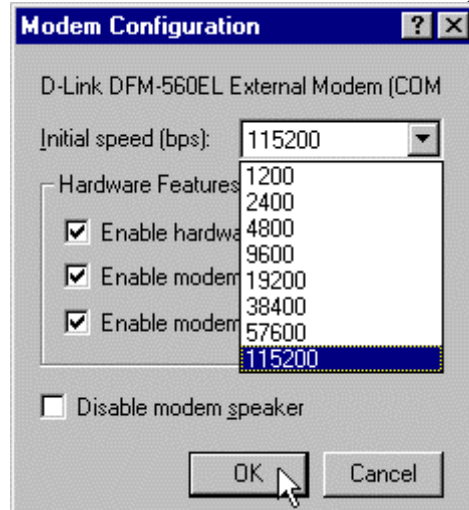 Modem Configuration
D-Link DFM-560EL External Modem (COM
Initial speed (bps): 115200
Hardware Features
1200
2400
4800
9600
19200
38400
57600
115200
Enable hardwa
Enable modem
Enable modem
Disable modem speaker
OK Cancel